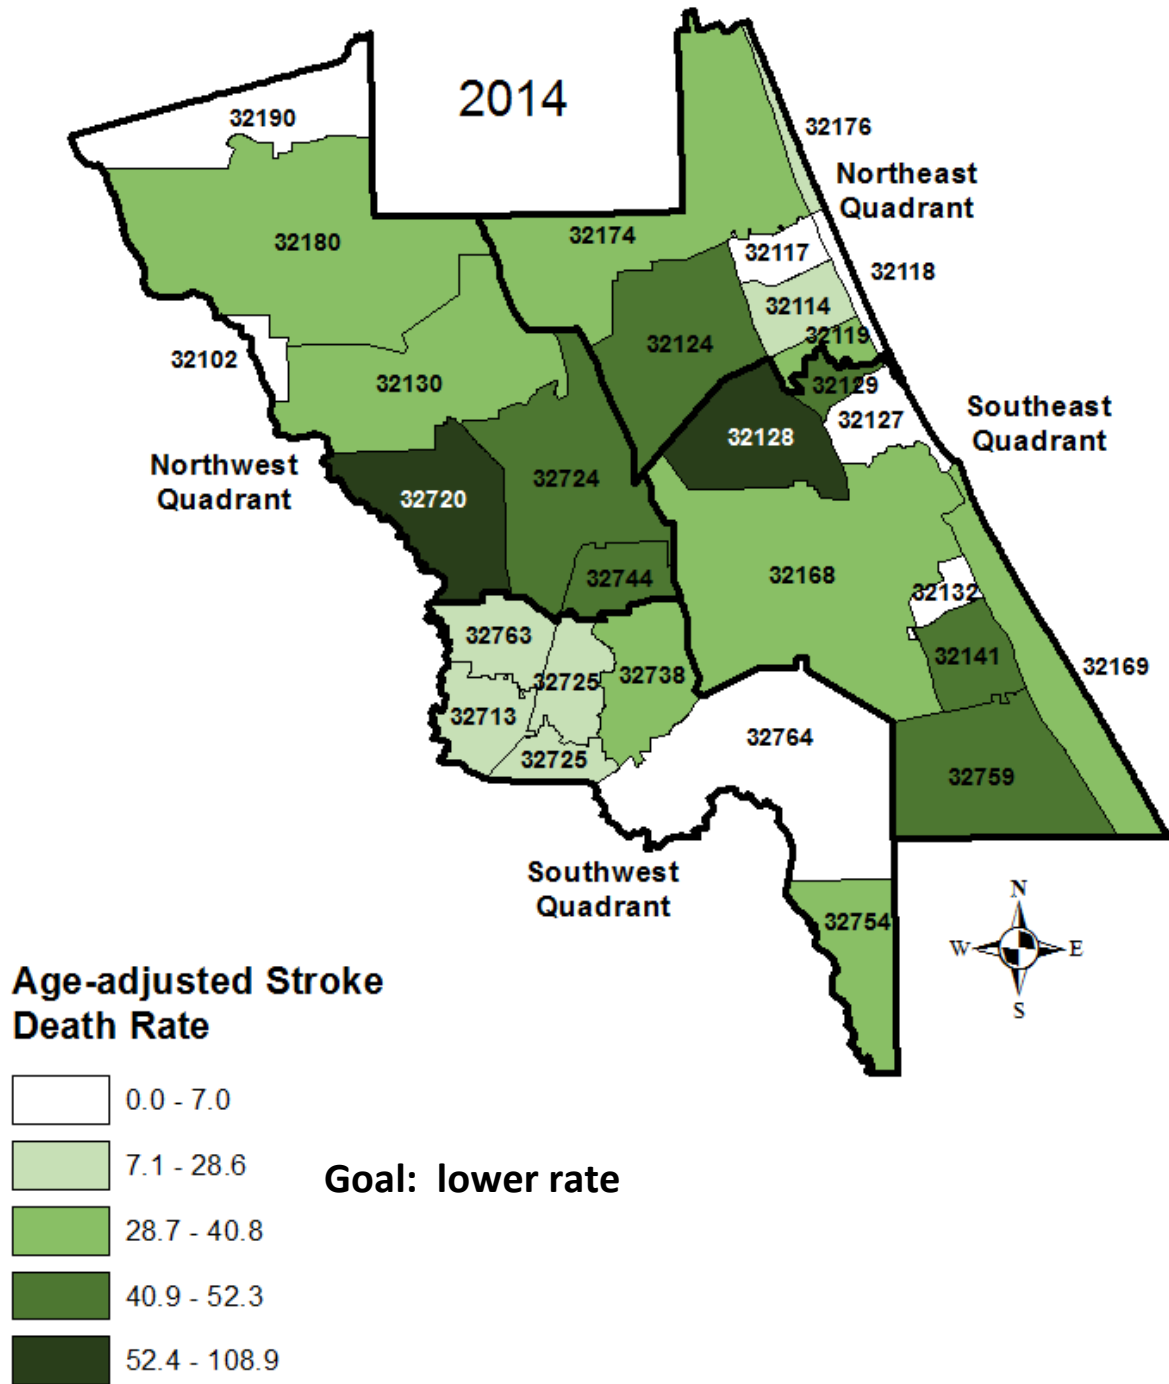 2014
32190
32176
Northeast
Quadrant
32180
32174
32117
32118
32114
32119
32124
32102
32130
32129
32127
Southeast
Quadrant
32128
Northwest
Quadrant
32724
32720
32744
32168
32132
32763
32141
32169
32725
32738
32713
32764
32725
32759
Southwest
Quadrant
32754
N
W
E
S
Age-adjusted Stroke
Death Rate
0.0 - 7.0
7.1 - 28.6
Goal:  lower rate
28.7 - 40.8
40.9 - 52.3
52.4 - 108.9